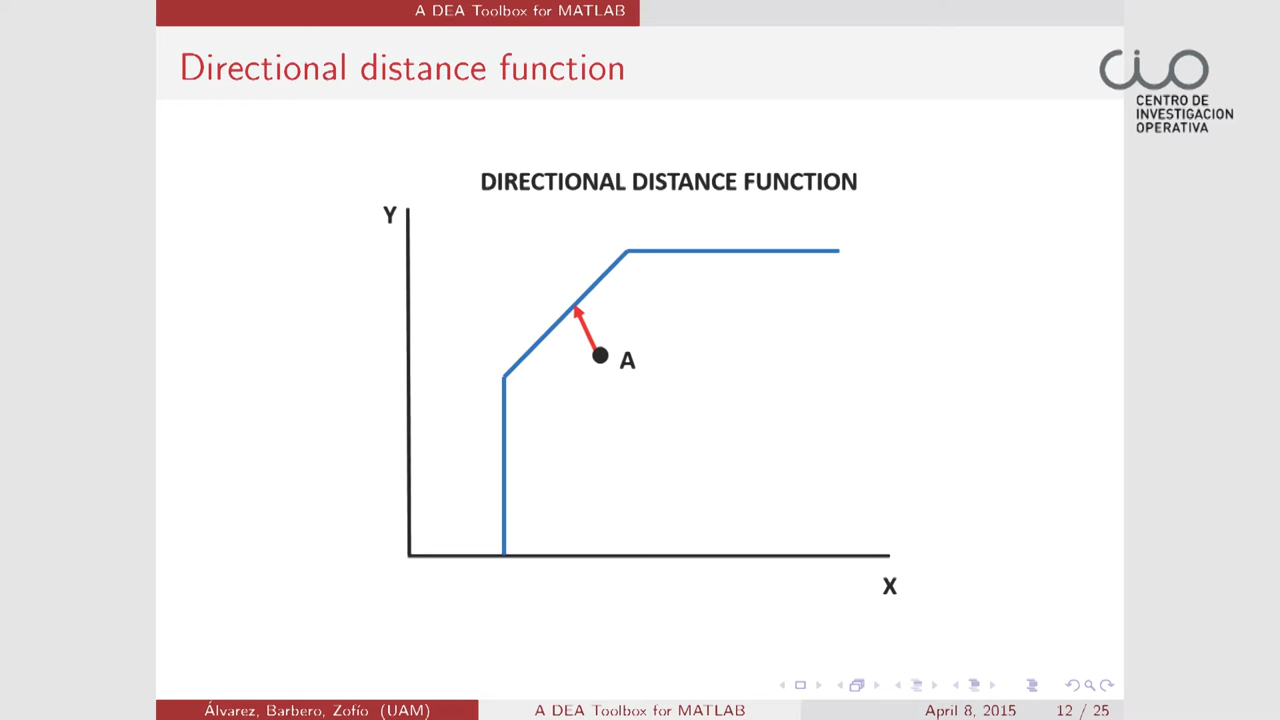 A DEA Toolbox for MATLAB
Directional distance function
CIO
CENTRO DE
INVESTIGACION
OPERATIVA
DIRECTIONAL DISTANCE FUNCTION
Y
A
X
Álvarez, Barbero, Zofío (UAM)
A DEA Toolbox for MATLAB
April 8, 2015
12 / 25